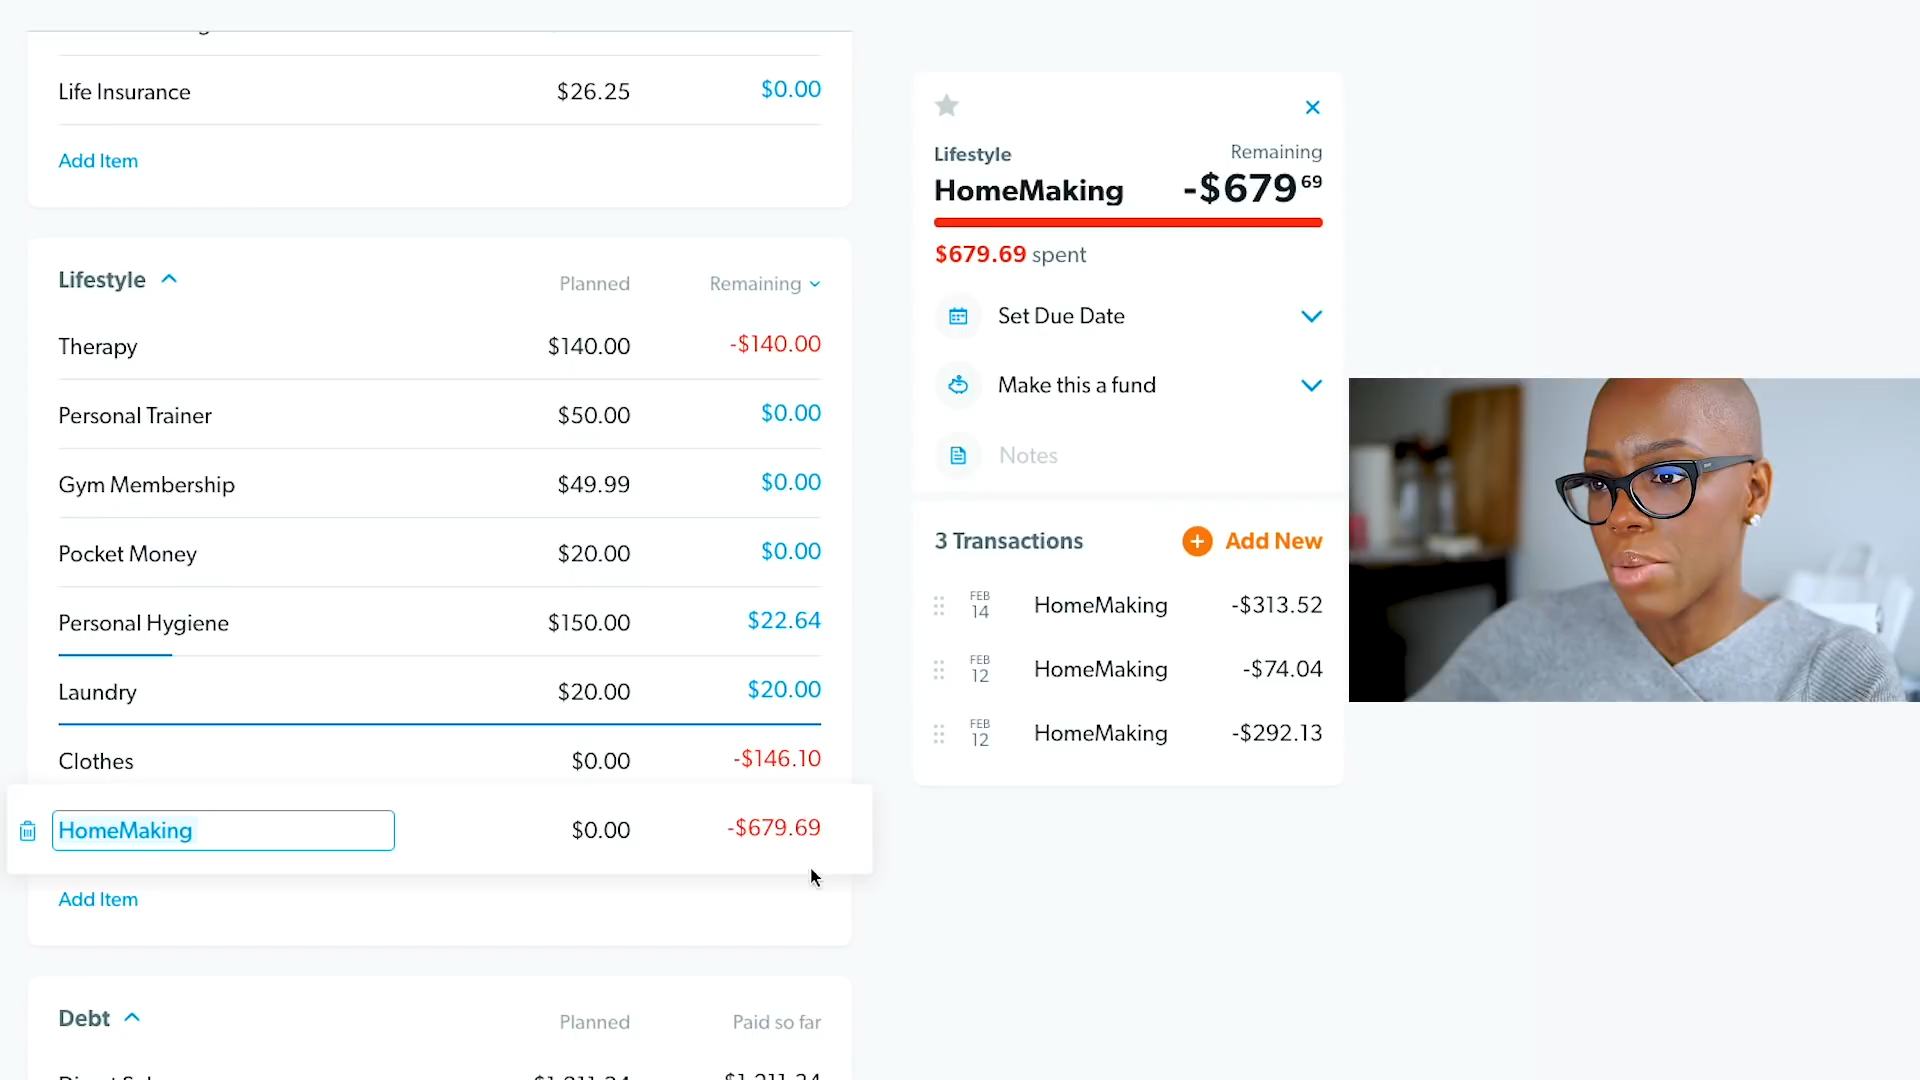 Life Insurance $26.25 $0.00
Add Item
Lifestyle Planned Remaining
Therapy $140.00 -$140.00
Personal Trainer $50.00 $0.00
Gym Membership $49.99 $0.00
Pocket Money $20.00 $0.00
Personal Hygiene $150.00 $22.64
Laundry $20.00 $20.00
Clothes $0.00 -$146.10
HomeMaking $0.00 -$679.69
Add Item
Debt Planned Paid so far
Lifestyle Remaining
HomeMaking -$679 69
$679.69 spent
Set Due Date
Make this a fund
Notes
3 Transactions + Add New
FEB 14 HomeMaking -$313.52
FEB 12 HomeMaking -$74.04
FEB 12 HomeMaking -$292.13